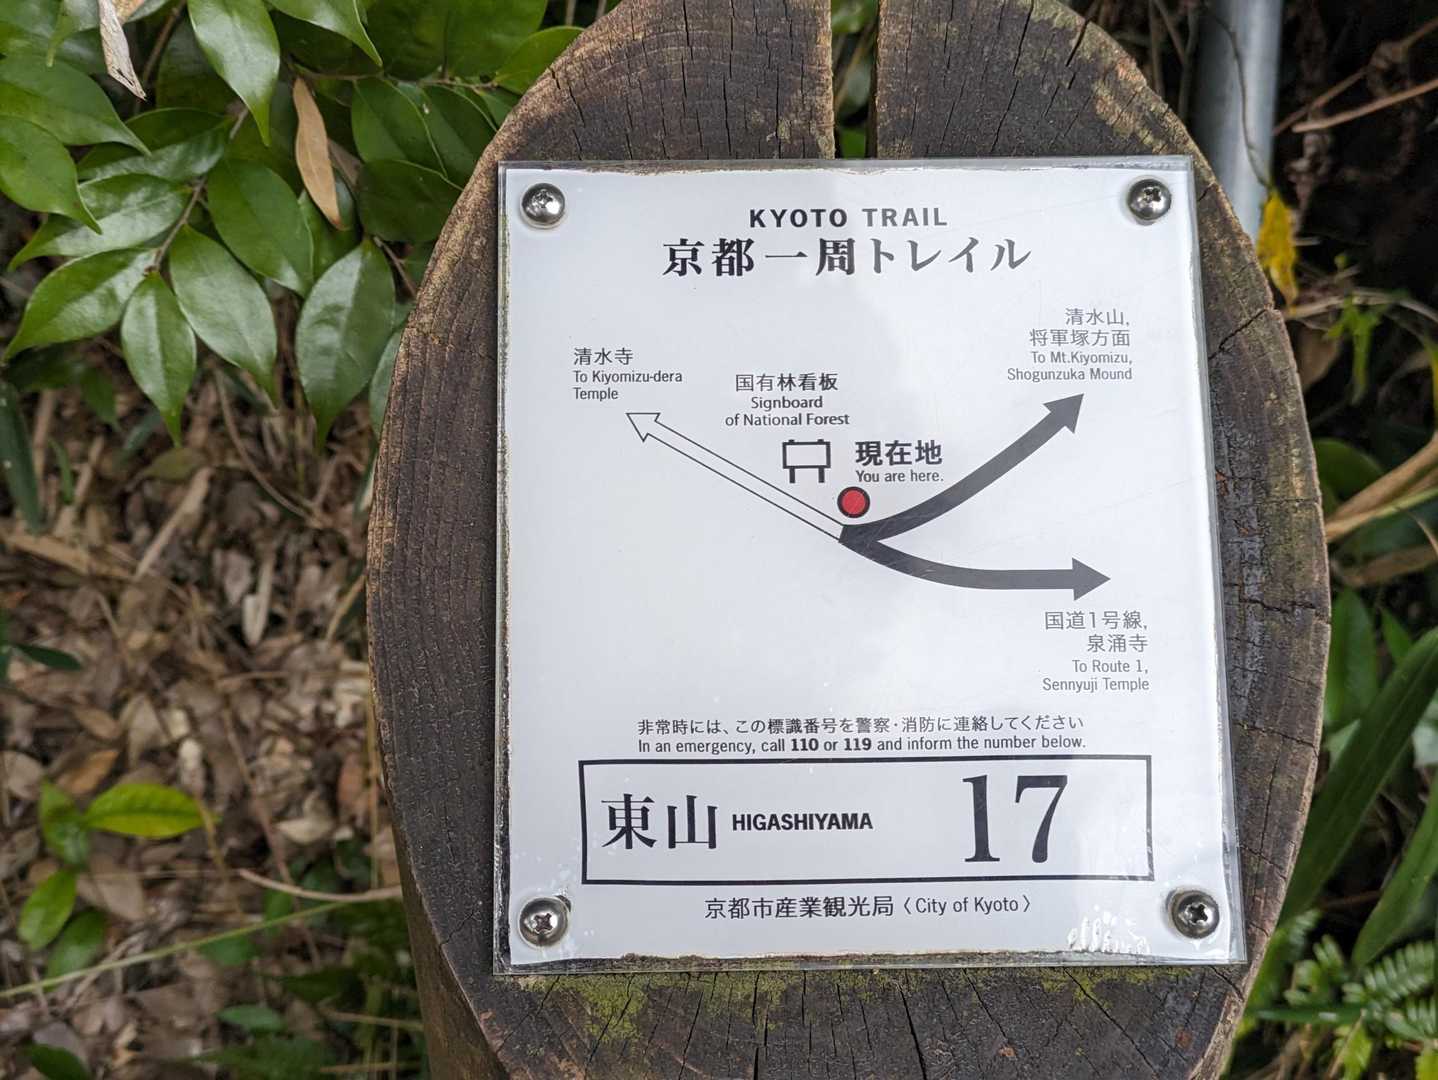 KYOTO TRAIL
京都一周トレイル
清水寺
To Kiyomizu-dera
Temple
国有林看板
Signboard
of National Forest
清水山,
将軍塚方面
To Mt.Kiyomizu,
Shogunzuka Mound
現在地
You are here.
国道1号線,
泉涌寺
To Route 1,
Sennyuji Temple
非常時には、この標識番号を警察・消防に連絡してください
In an emergency, call 110 or 119 and inform the number below.
東山 HIGASHIYAMA 17
京都市産業観光局〈City of Kyoto〉